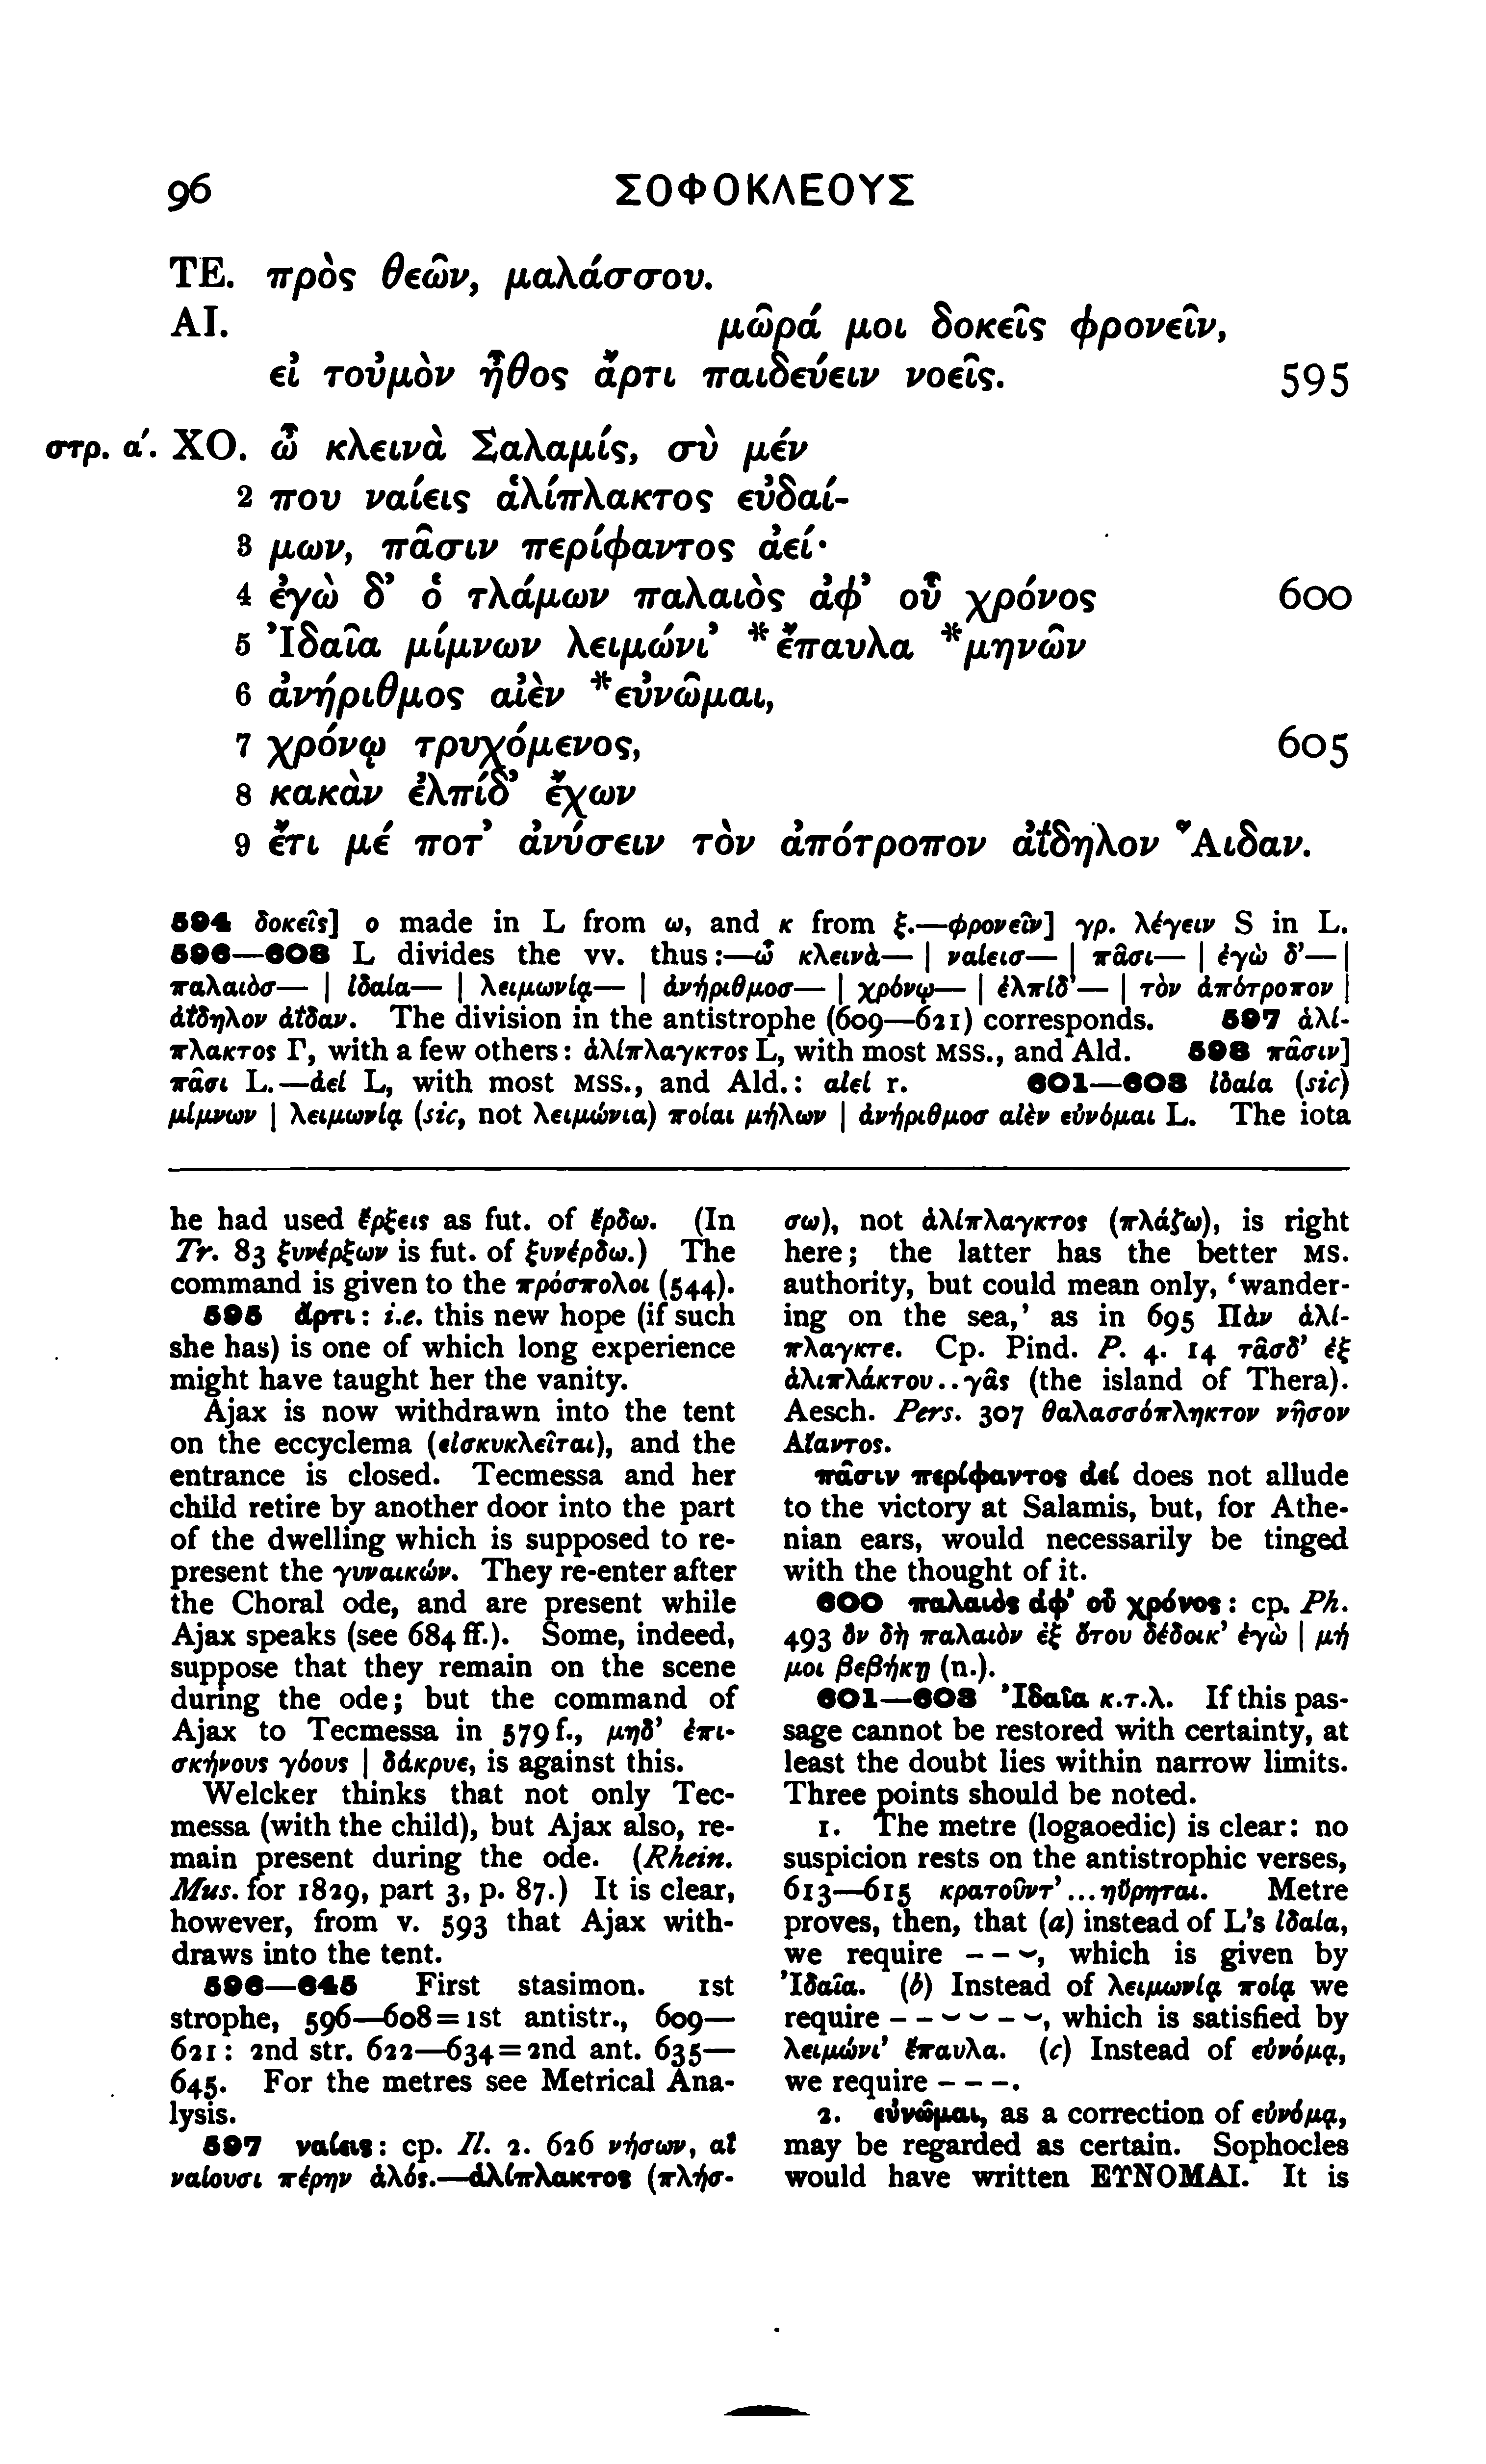 96 ΣΟΦΟΚΛΕΟΥΣ
ΤΕ. πρὸς θεῶν, μαλάσσου.
ΑΙ. μῶρά μοι δοκεῖς φρονεῖν,
εἰ τοὐμὸν ἦθος ἄρτι παιδεύειν νοεῖς. 595
στρ. α´. ΧΟ. ὦ κλεινὰ Σαλαμίς, σὺ μέν
2 που ναίεις ἁλίπλακτος εὐδαί-
3 μων, πᾶσιν περίφαντος ἀεί·
4 ἐγὼ δ’ ὁ τλάμων παλαιὸς ἀφ’ οὗ χρόνος 600
5 Ἰδαῖα μίμνων λειμώνι’ *ἔπαυλα *μηνῶν
6 ἀνήριθμος αἰὲν *εὐνῶμαι,
7 χρόνῳ τρυχόμενος, 605
8 κακὰν ἐλπίδ’ ἔχων
9 ἔτι μέ ποτ’ ἀνύσειν τὸν ἀπότροπον ἀΐδηλον Ἅιδαν.
594 δοκεῖς] ο made in L from ω, and κ from ξ.—φρονεῖν] γρ. λέγειν S in L.
596—608 L divides the vv. thus:—ὦ κλεινὰ— | ναίεισ— | πᾶσι— | ἐγὼ δ’— |
παλαιὸσ— | ἰδαία— | λειμωνίᾳ— | ἀνήριθμοσ— | χρόνῳ— | ἐλπίδ’— | τὸν ἀπότροπον |
ἀΐδηλον ἀΐδαν. The division in the antistrophe (609—621) corresponds. 597 ἁλί-
πλακτος Γ, with a few others: ἁλίπλαγκτος L, with most MSS., and Ald. 598 πᾶσιν]
πᾶσι L.—ἀεί L, with most MSS., and Ald.: αἰεί r. 601—603 ἰδαία (sic)
μίμνων | λειμωνίᾳ (sic, not λειμώνια) ποίαι μήλων | ἀνήριθμοσ αἰὲν εὐνόμαι L. The iota
he had used ἔρξεις as fut. of ἔρδω. (In
Tr. 83 ξυνέρξων is fut. of ξυνέρδω.) The
command is given to the πρόσπολοι (544).
595 ἄρτι: i.e. this new hope (if such
she has) is one of which long experience
might have taught her the vanity.
Ajax is now withdrawn into the tent
on the eccyclema (εἰσκυκλεῖται), and the
entrance is closed. Tecmessa and her
child retire by another door into the part
of the dwelling which is supposed to re-
present the γυναικών. They re-enter after
the Choral ode, and are present while
Ajax speaks (see 684 ff.). Some, indeed,
suppose that they remain on the scene
during the ode; but the command of
Ajax to Tecmessa in 579 f., μηδ’ ἐπι-
σκήνους γόους | δάκρυε, is against this.
Welcker thinks that not only Tec-
messa (with the child), but Ajax also, re-
main present during the ode. (Rhein.
Mus. for 1829, part 3, p. 87.) It is clear,
however, from v. 593 that Ajax with-
draws into the tent.
596—645 First stasimon. 1st
strophe, 596—608=1st antistr., 609—
621: 2nd str. 622—634=2nd ant. 635—
645. For the metres see Metrical Ana-
lysis.
597 ναίεις: cp. Il. 2. 626 νήσων, αἳ
ναίουσι πέρην ἁλός.—ἁλίπλακτος (πλήσ-
σω), not ἁλίπλαγκτος (πλάζω), is right
here; the latter has the better MS.
authority, but could mean only, ‘wander-
ing on the sea,’ as in 695 Πὰν ἁλί-
πλαγκτε. Cp. Pind. P. 4. 14 τᾶσδ’ ἐξ
ἁλιπλάκτου..γᾶς (the island of Thera).
Aesch. Pers. 307 θαλασσόπληκτον νῆσον
Αἴαντος.
πᾶσιν περίφαντος ἀεί does not allude
to the victory at Salamis, but, for Athe-
nian ears, would necessarily be tinged
with the thought of it.
600 παλαιὸς ἀφ’ οὗ χρόνος: cp. Ph.
493 ὃν δὴ παλαιὸν ἐξ ὅτου δέδοικ’ ἐγὼ | μή
μοι βεβήκῃ (n.).
601—603 Ἰδαῖα κ.τ.λ. If this pas-
sage cannot be restored with certainty, at
least the doubt lies within narrow limits.
Three points should be noted.
1. The metre (logaoedic) is clear: no
suspicion rests on the antistrophic verses,
613—615 κρατοῦντ’...ηὕρηται. Metre
proves, then, that (a) instead of L’s ἰδαία,
we require – – ⏑, which is given by
Ἰδαῖα. (b) Instead of λειμωνίᾳ ποίᾳ we
require – – ⏑ ⏑ – ⏑, which is satisfied by
λειμώνι’ ἔπαυλα. (c) Instead of εὐνόμᾳ,
we require – – –.
2. εὐνῶμαι, as a correction of εὐνόμᾳ,
may be regarded as certain. Sophocles
would have written ΕΥΝΟΜΑΙ. It is